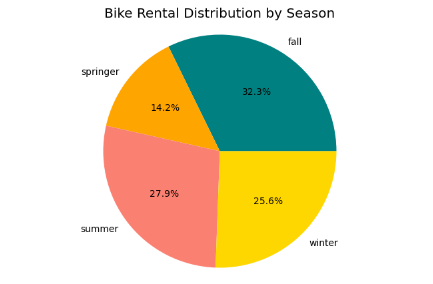 Bike Rental Distribution by Season
fall
springer
32.3%
14.2%
27.9%
25.6%
summer
winter